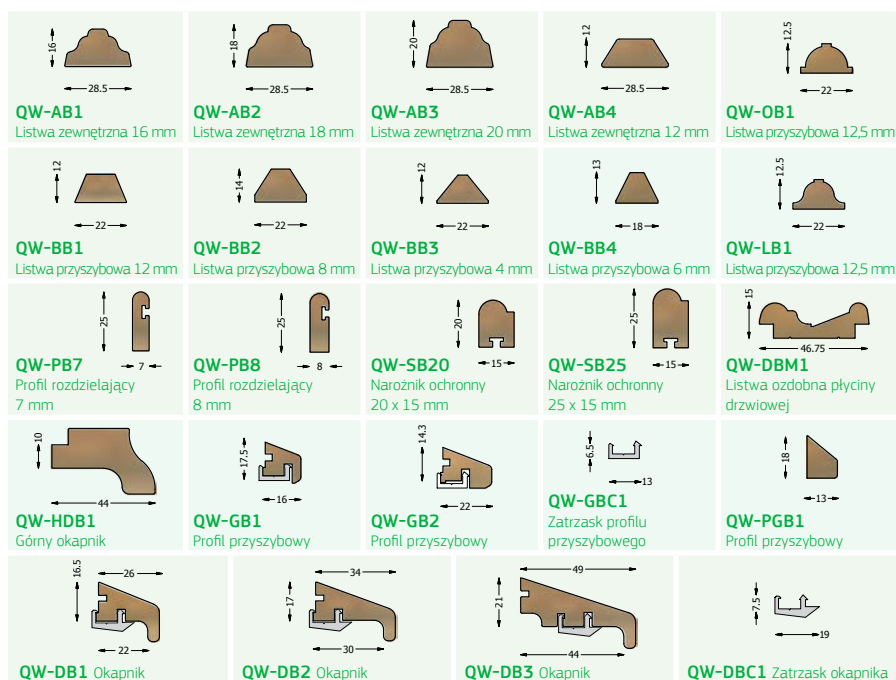 16
28.5
QW-AB1
Listwa zewnętrzna 16 mm
18
28.5
QW-AB2
Listwa zewnętrzna 18 mm
20
28.5
QW-AB3
Listwa zewnętrzna 20 mm
12
28.5
QW-AB4
Listwa zewnętrzna 12 mm
12.5
22
QW-OB1
Listwa przyszybowa 12,5 mm
12
22
QW-BB1
Listwa przyszybowa 12 mm
14
22
QW-BB2
Listwa przyszybowa 8 mm
12
22
QW-BB3
Listwa przyszybowa 4 mm
13
18
QW-BB4
Listwa przyszybowa 6 mm
12.5
22
QW-LB1
Listwa przyszybowa 12,5 mm
25
7
QW-PB7
Profil rozdzielający
7 mm
25
8
QW-PB8
Profil rozdzielający
8 mm
20
15
QW-SB20
Narożnik ochronny
20 x 15 mm
25
15
QW-SB25
Narożnik ochronny
25 x 15 mm
15
46.75
QW-DBM1
Listwa ozdobna płyciny
drzwiowej
10
44
QW-HDB1
Górny okapnik
17.5
16
QW-GB1
Profil przyszybowy
14.3
22
QW-GB2
Profil przyszybowy
6.5
13
QW-GBC1
Zatrzask profilu
przyszybowego
18
13
QW-PGB1
Profil przyszybowy
16.5
26
22
QW-DB1 Okapnik
17
34
30
QW-DB2 Okapnik
21
49
44
QW-DB3 Okapnik
7.5
19
QW-DBC1 Zatrzask okapnika